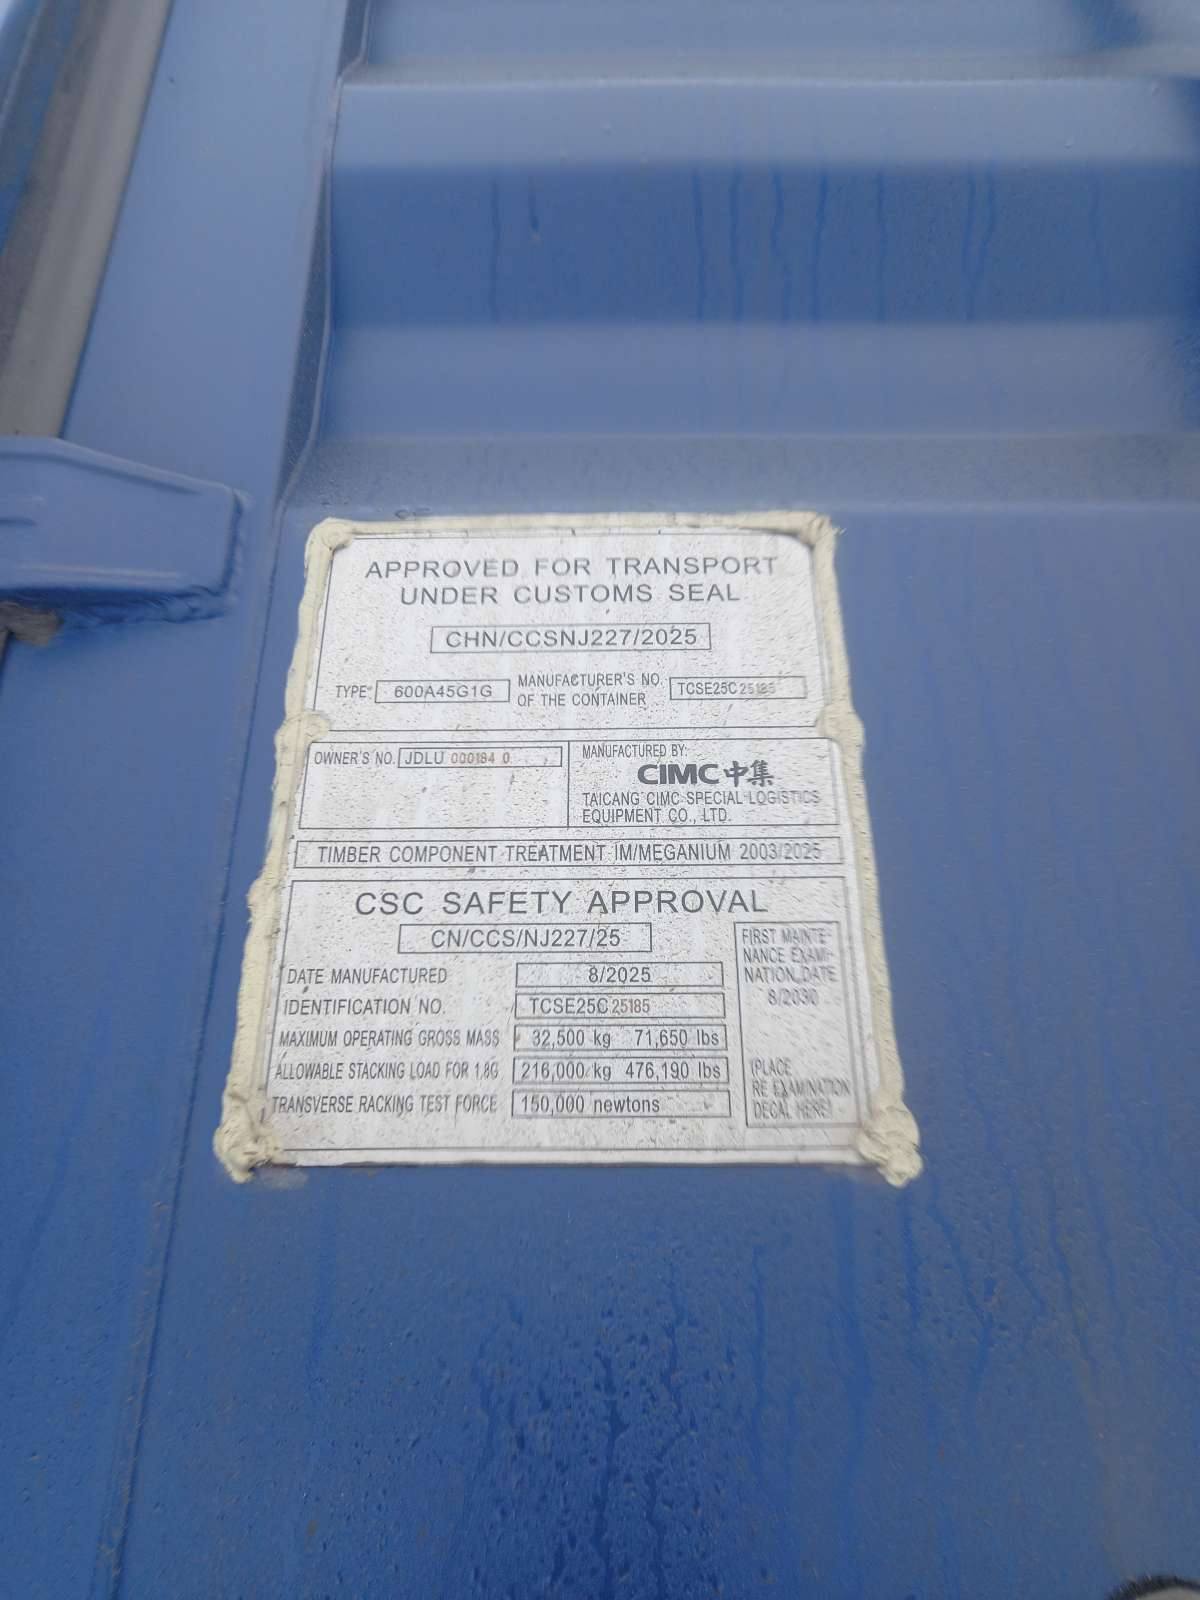 APPROVED FOR TRANSPORT
UNDER CUSTOMS SEAL
CHN/CCSNJ227/2025
TYPE 600A45G1G MANUFACTURER'S NO. OF THE CONTAINER TCSE25C 25185
OWNER'S NO. JDLU 000184 0
MANUFACTURED BY:
CIMC 中集
TAICANG CIMC SPECIAL LOGISTICS
EQUIPMENT CO., LTD.
TIMBER COMPONENT TREATMENT IM/MEGANIUM 2003/2025
CSC SAFETY APPROVAL
CN/CCS/NJ227/25
DATE MANUFACTURED 8/2025
IDENTIFICATION NO. TCSE25C 25185
MAXIMUM OPERATING GROSS MASS 32,500 kg 71,650 lbs
ALLOWABLE STACKING LOAD FOR 1.8G 216,000 kg 476,190 lbs
TRANSVERSE RACKING TEST FORCE 150,000 newtons
FIRST MAINTE-
NANCE EXAMI-
NATION DATE
8/2030
(PLACE
RE EXAMINATION
DECAL HERE)